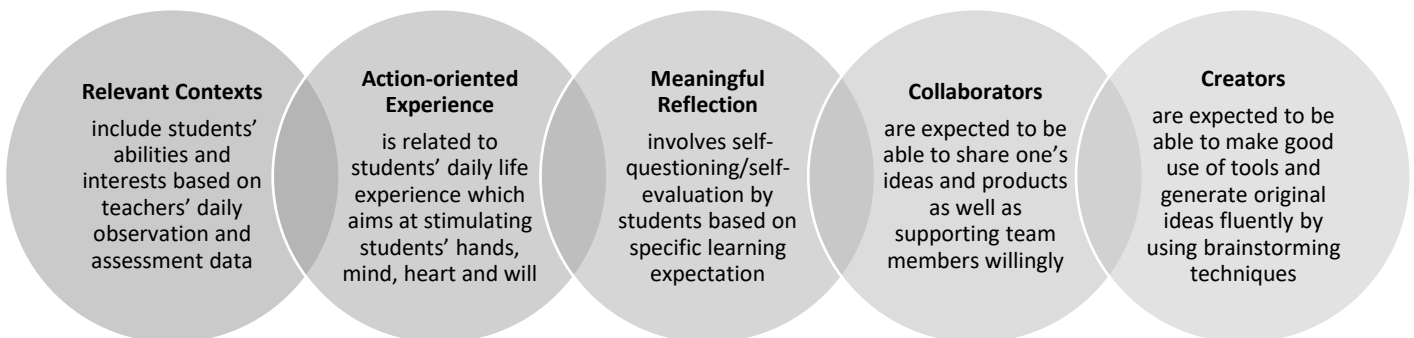 Relevant Contexts
include students’
abilities and
interests based on
teachers’ daily
observation and
assessment data
Action-oriented
Experience
is related to
students’ daily life
experience which
aims at stimulating
students’ hands,
mind, heart and will
Meaningful
Reflection
involves self-
questioning/self-
evaluation by
students based on
specific learning
expectation
Collaborators
are expected to be
able to share one’s
ideas and products
as well as
supporting team
members willingly
Creators
are expected to be
able to make good
use of tools and
generate original
ideas fluently by
using brainstorming
techniques